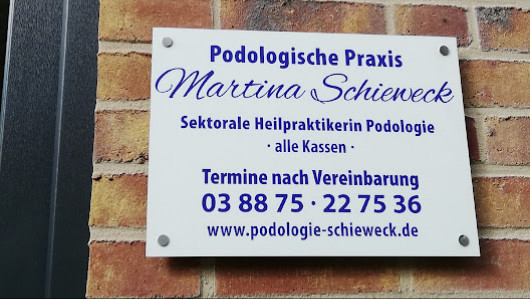 Podologische Praxis
Martina Schieweck
Sektorale Heilpraktikerin Podologie
· alle Kassen ·
Termine nach Vereinbarung
03 88 75 · 22 75 36
www.podologie-schieweck.de